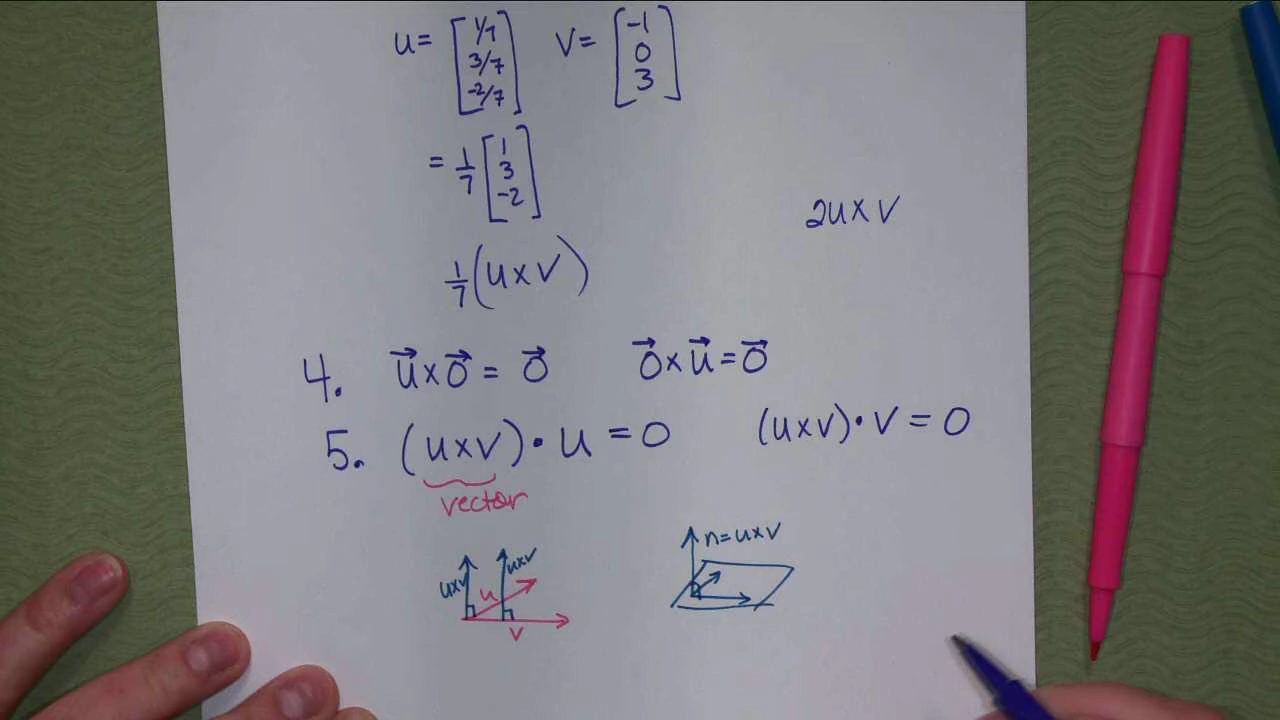 u= [1/7 3/7 -2/7] v= [-1 0 3]
= 1/7 [1 3 -2]
2u×v
1/7(u×v)
4. u⃗×0⃗ = 0⃗ 0⃗×u⃗=0⃗
5. (u×v)•u=0 (u×v)•v=0
vector
u×v u u×v v
n=u×v